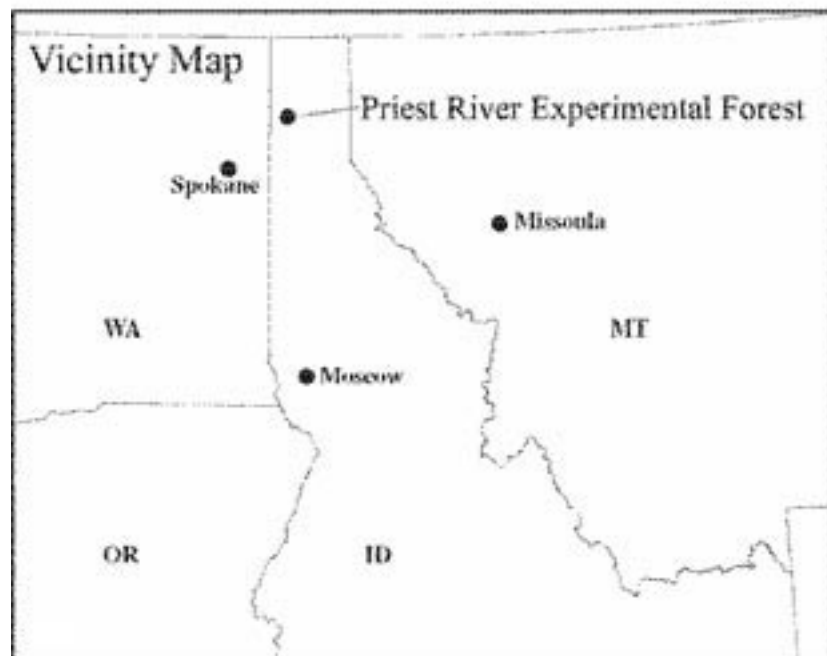 Vicinity Map
Priest River Experimental Forest
Spokane
Missoula
WA
MT
Moscow
OR
ID